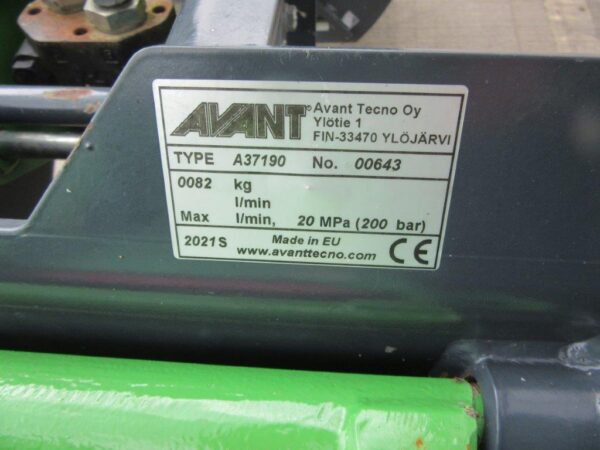 AVANT® Avant Tecno Oy
Ylötie 1
FIN-33470 YLÖJÄRVI
TYPE A37190 No. 00643
0082 kg
l/min
Max l/min, 20 MPa (200 bar)
2021S Made in EU
www.avanttecno.com CE